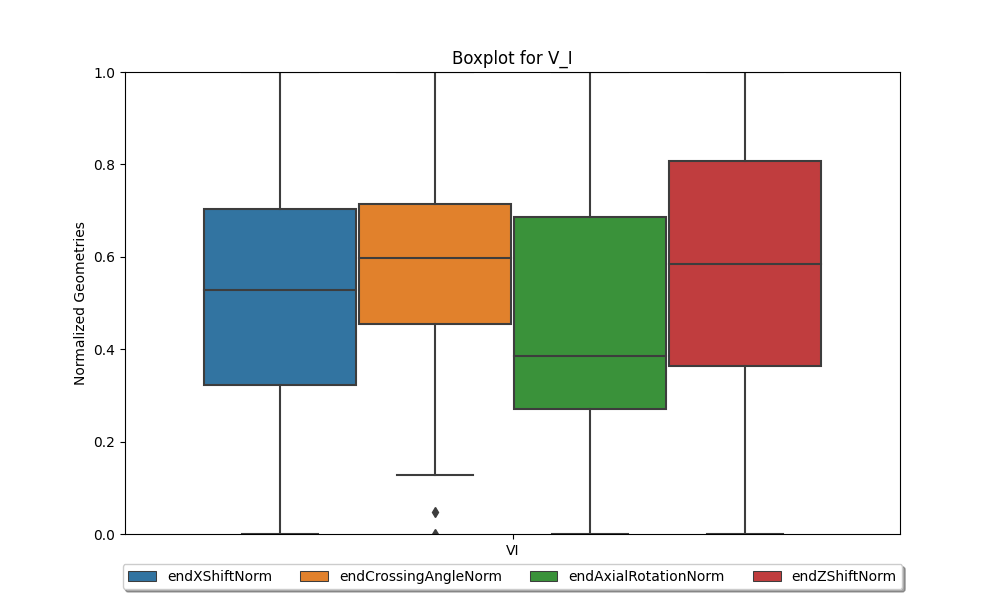 Boxplot for V_I
1.0
0.8
0.6
0.4
0.2
0.0
Normalized Geometries
VI
endXShiftNorm endCrossingAngleNorm endAxialRotationNorm endZShiftNorm